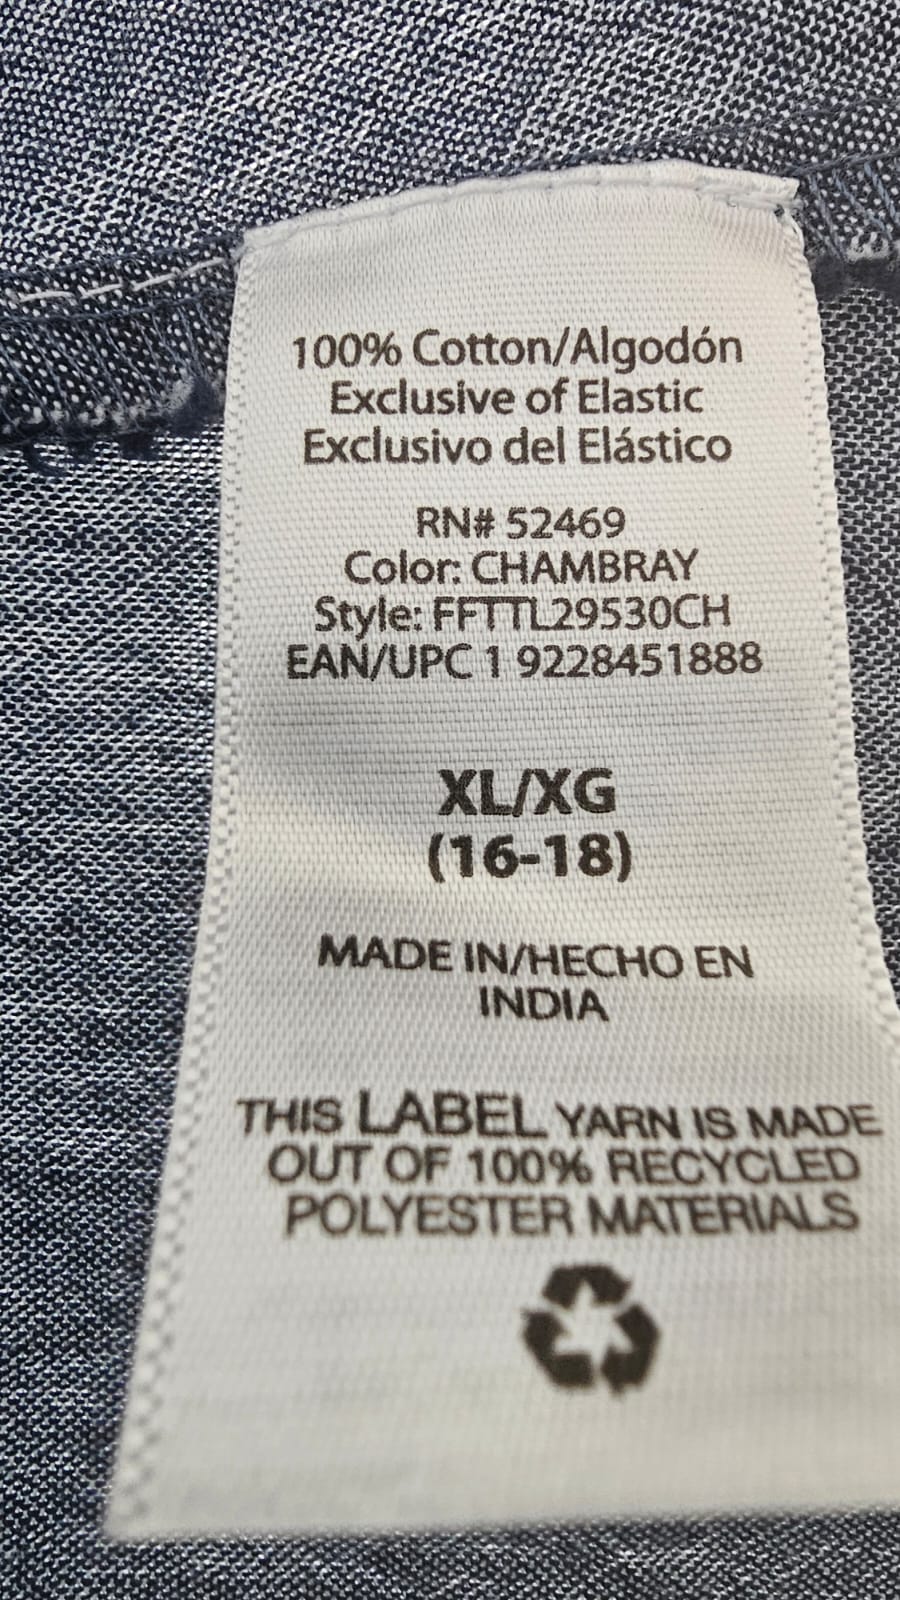 100% Cotton/Algodón
Exclusive of Elastic
Exclusivo del Elástico
RN# 52469
Color: CHAMBRAY
Style: FFTTL29530CH
EAN/UPC 1 9228451888
XL/XG
(16-18)
MADE IN/HECHO EN
INDIA
THIS LABEL YARN IS MADE
OUT OF 100% RECYCLED
POLYESTER MATERIALS